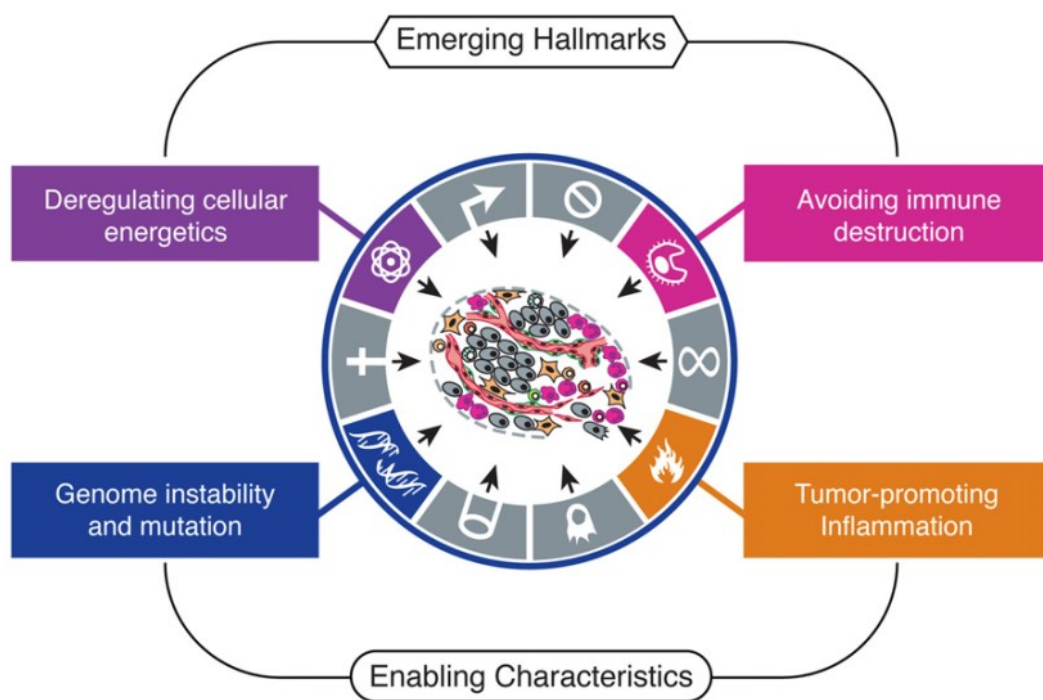 Emerging Hallmarks
Deregulating cellular
energetics
Avoiding immune
destruction
Genome instability
and mutation
Tumor-promoting
Inflammation
Enabling Characteristics